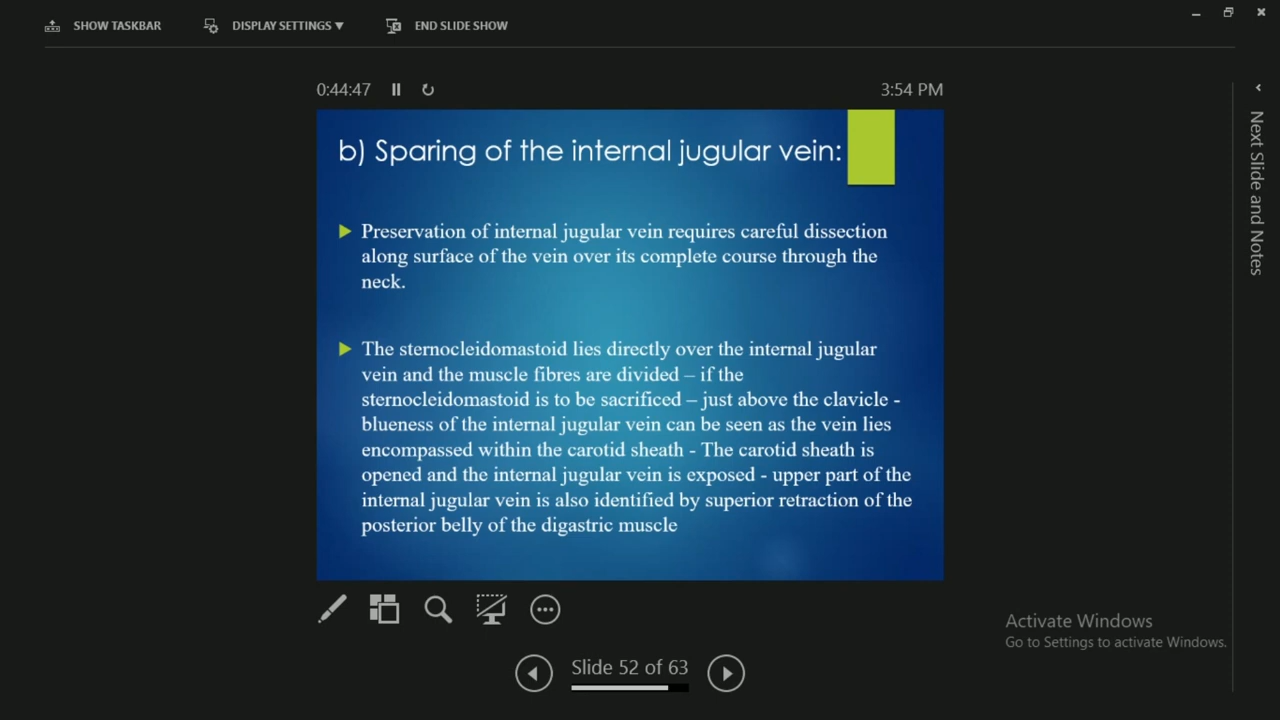 SHOW TASKBAR
DISPLAY SETTINGS ▼
END SLIDE SHOW
0:44:47
3:54 PM
b) Sparing of the internal jugular vein:
Preservation of internal jugular vein requires careful dissection
along surface of the vein over its complete course through the
neck.
The sternocleidomastoid lies directly over the internal jugular
vein and the muscle fibres are divided – if the
sternocleidomastoid is to be sacrificed – just above the clavicle -
blueness of the internal jugular vein can be seen as the vein lies
encompassed within the carotid sheath - The carotid sheath is
opened and the internal jugular vein is exposed - upper part of the
internal jugular vein is also identified by superior retraction of the
posterior belly of the digastric muscle
Next Slide and Notes
Activate Windows
Go to Settings to activate Windows.
Slide 52 of 63